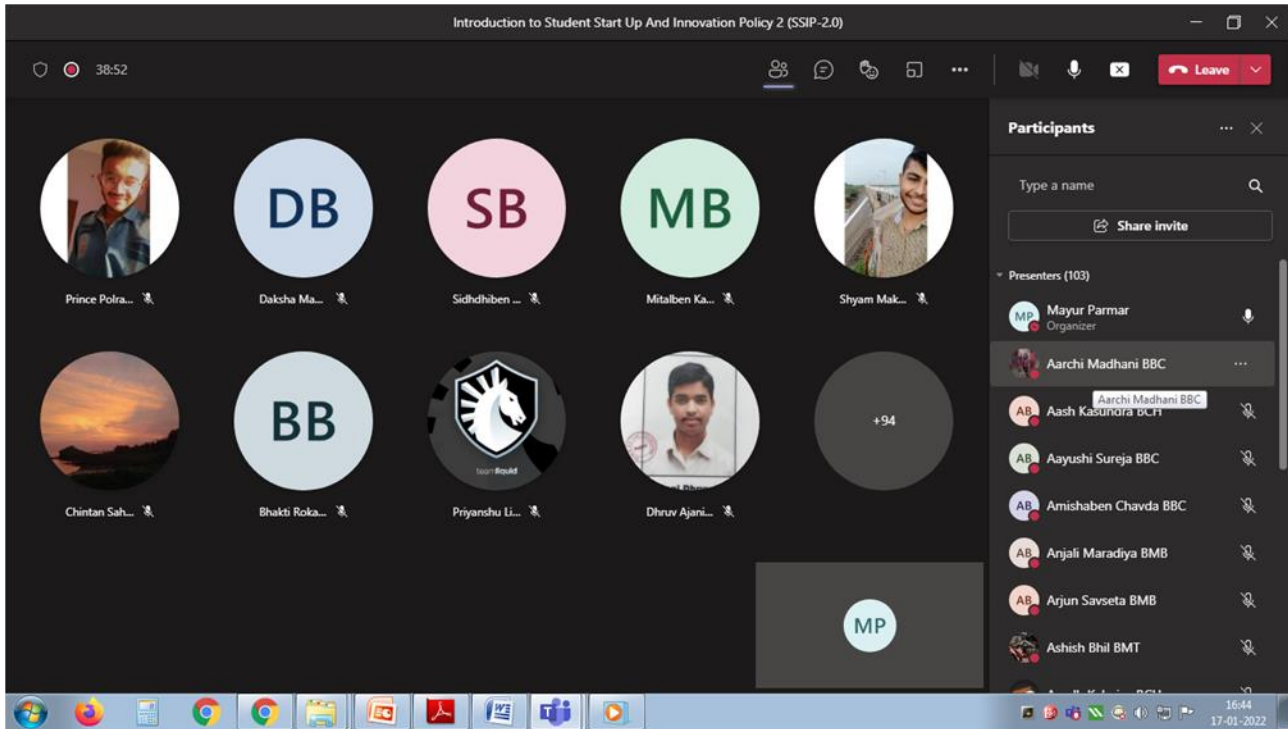 Introduction to Student Start Up And Innovation Policy 2 (SSIP-2.0)
38:52
Leave
Prince Polra...
DB
Daksha Ma...
SB
Sidhdhiben ...
MB
Mitalben Ka...
Shyam Mak...
Chintan Sah...
BB
Bhakti Roka...
teamliquid
Priyanshu Li...
Dhruv Ajani...
+94
MP
Participants
Type a name
Share invite
Presenters (103)
MP
Mayur Parmar
Organizer
Aarchi Madhani BBC
Aarchi Madhani BBC
AB
Aash Kasundra BCH
AB
Aayushi Sureja BBC
AB
Amishaben Chavda BBC
AB
Anjali Maradiya BMB
AB
Arjun Savseta BMB
Ashish Bhil BMT
16:44
17-01-2022